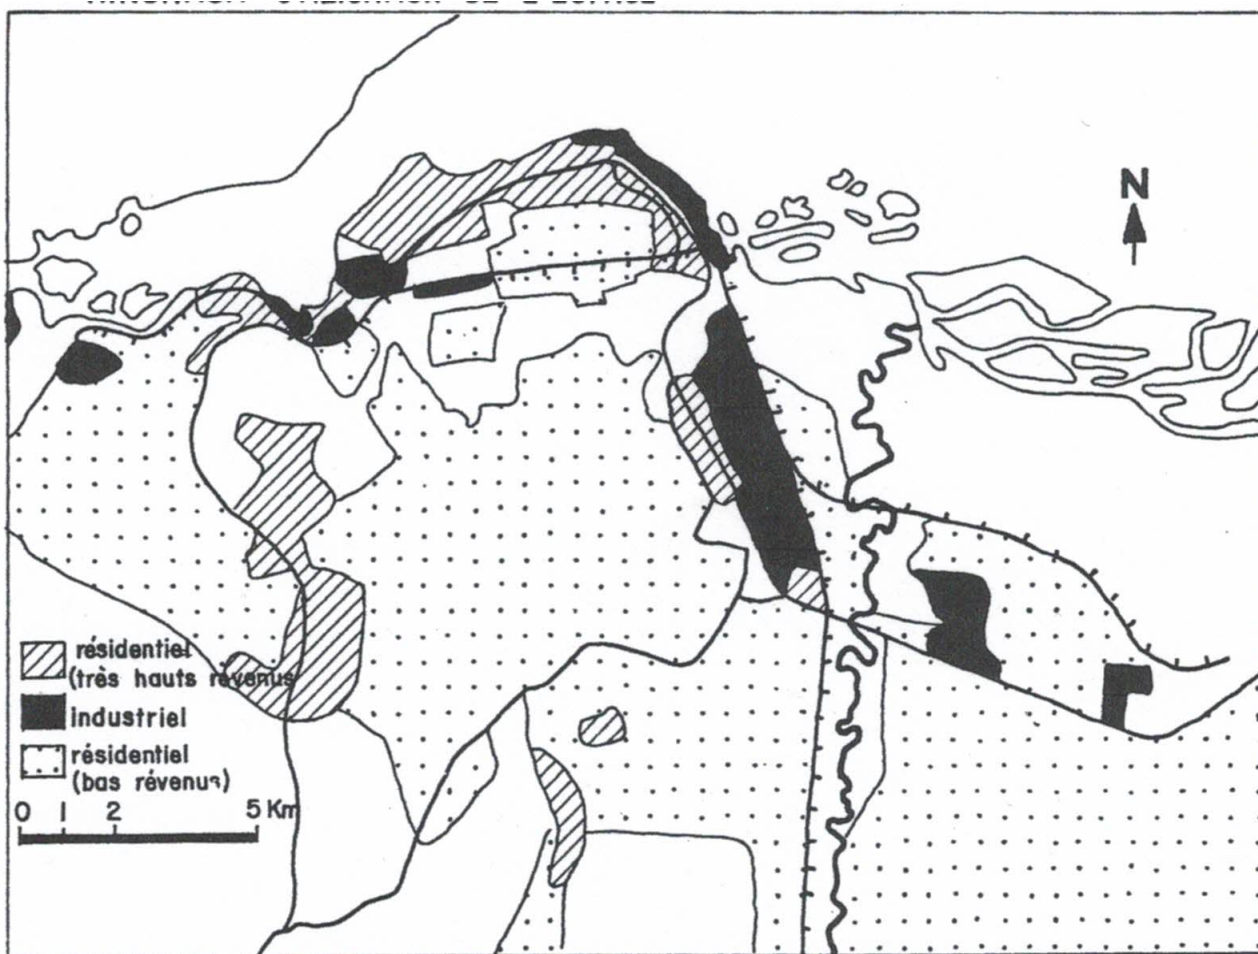 N
résidentiel
(très hauts revenus
industriel
résidentiel
(bas révenus)
0 1 2 5 Km